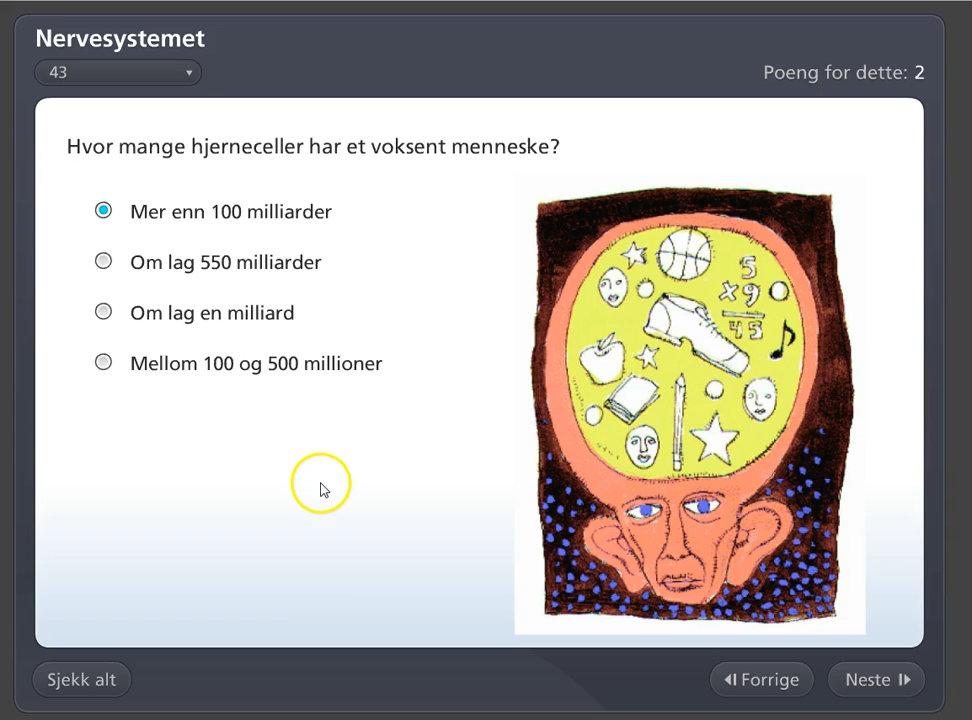 Nervesystemet
43
Poeng for dette: 2
Hvor mange hjerneceller har et voksent menneske?
Mer enn 100 milliarder
Om lag 550 milliarder
Om lag en milliard
Mellom 100 og 500 millioner
5
x9
45
Sjekk alt
Forrige
Neste